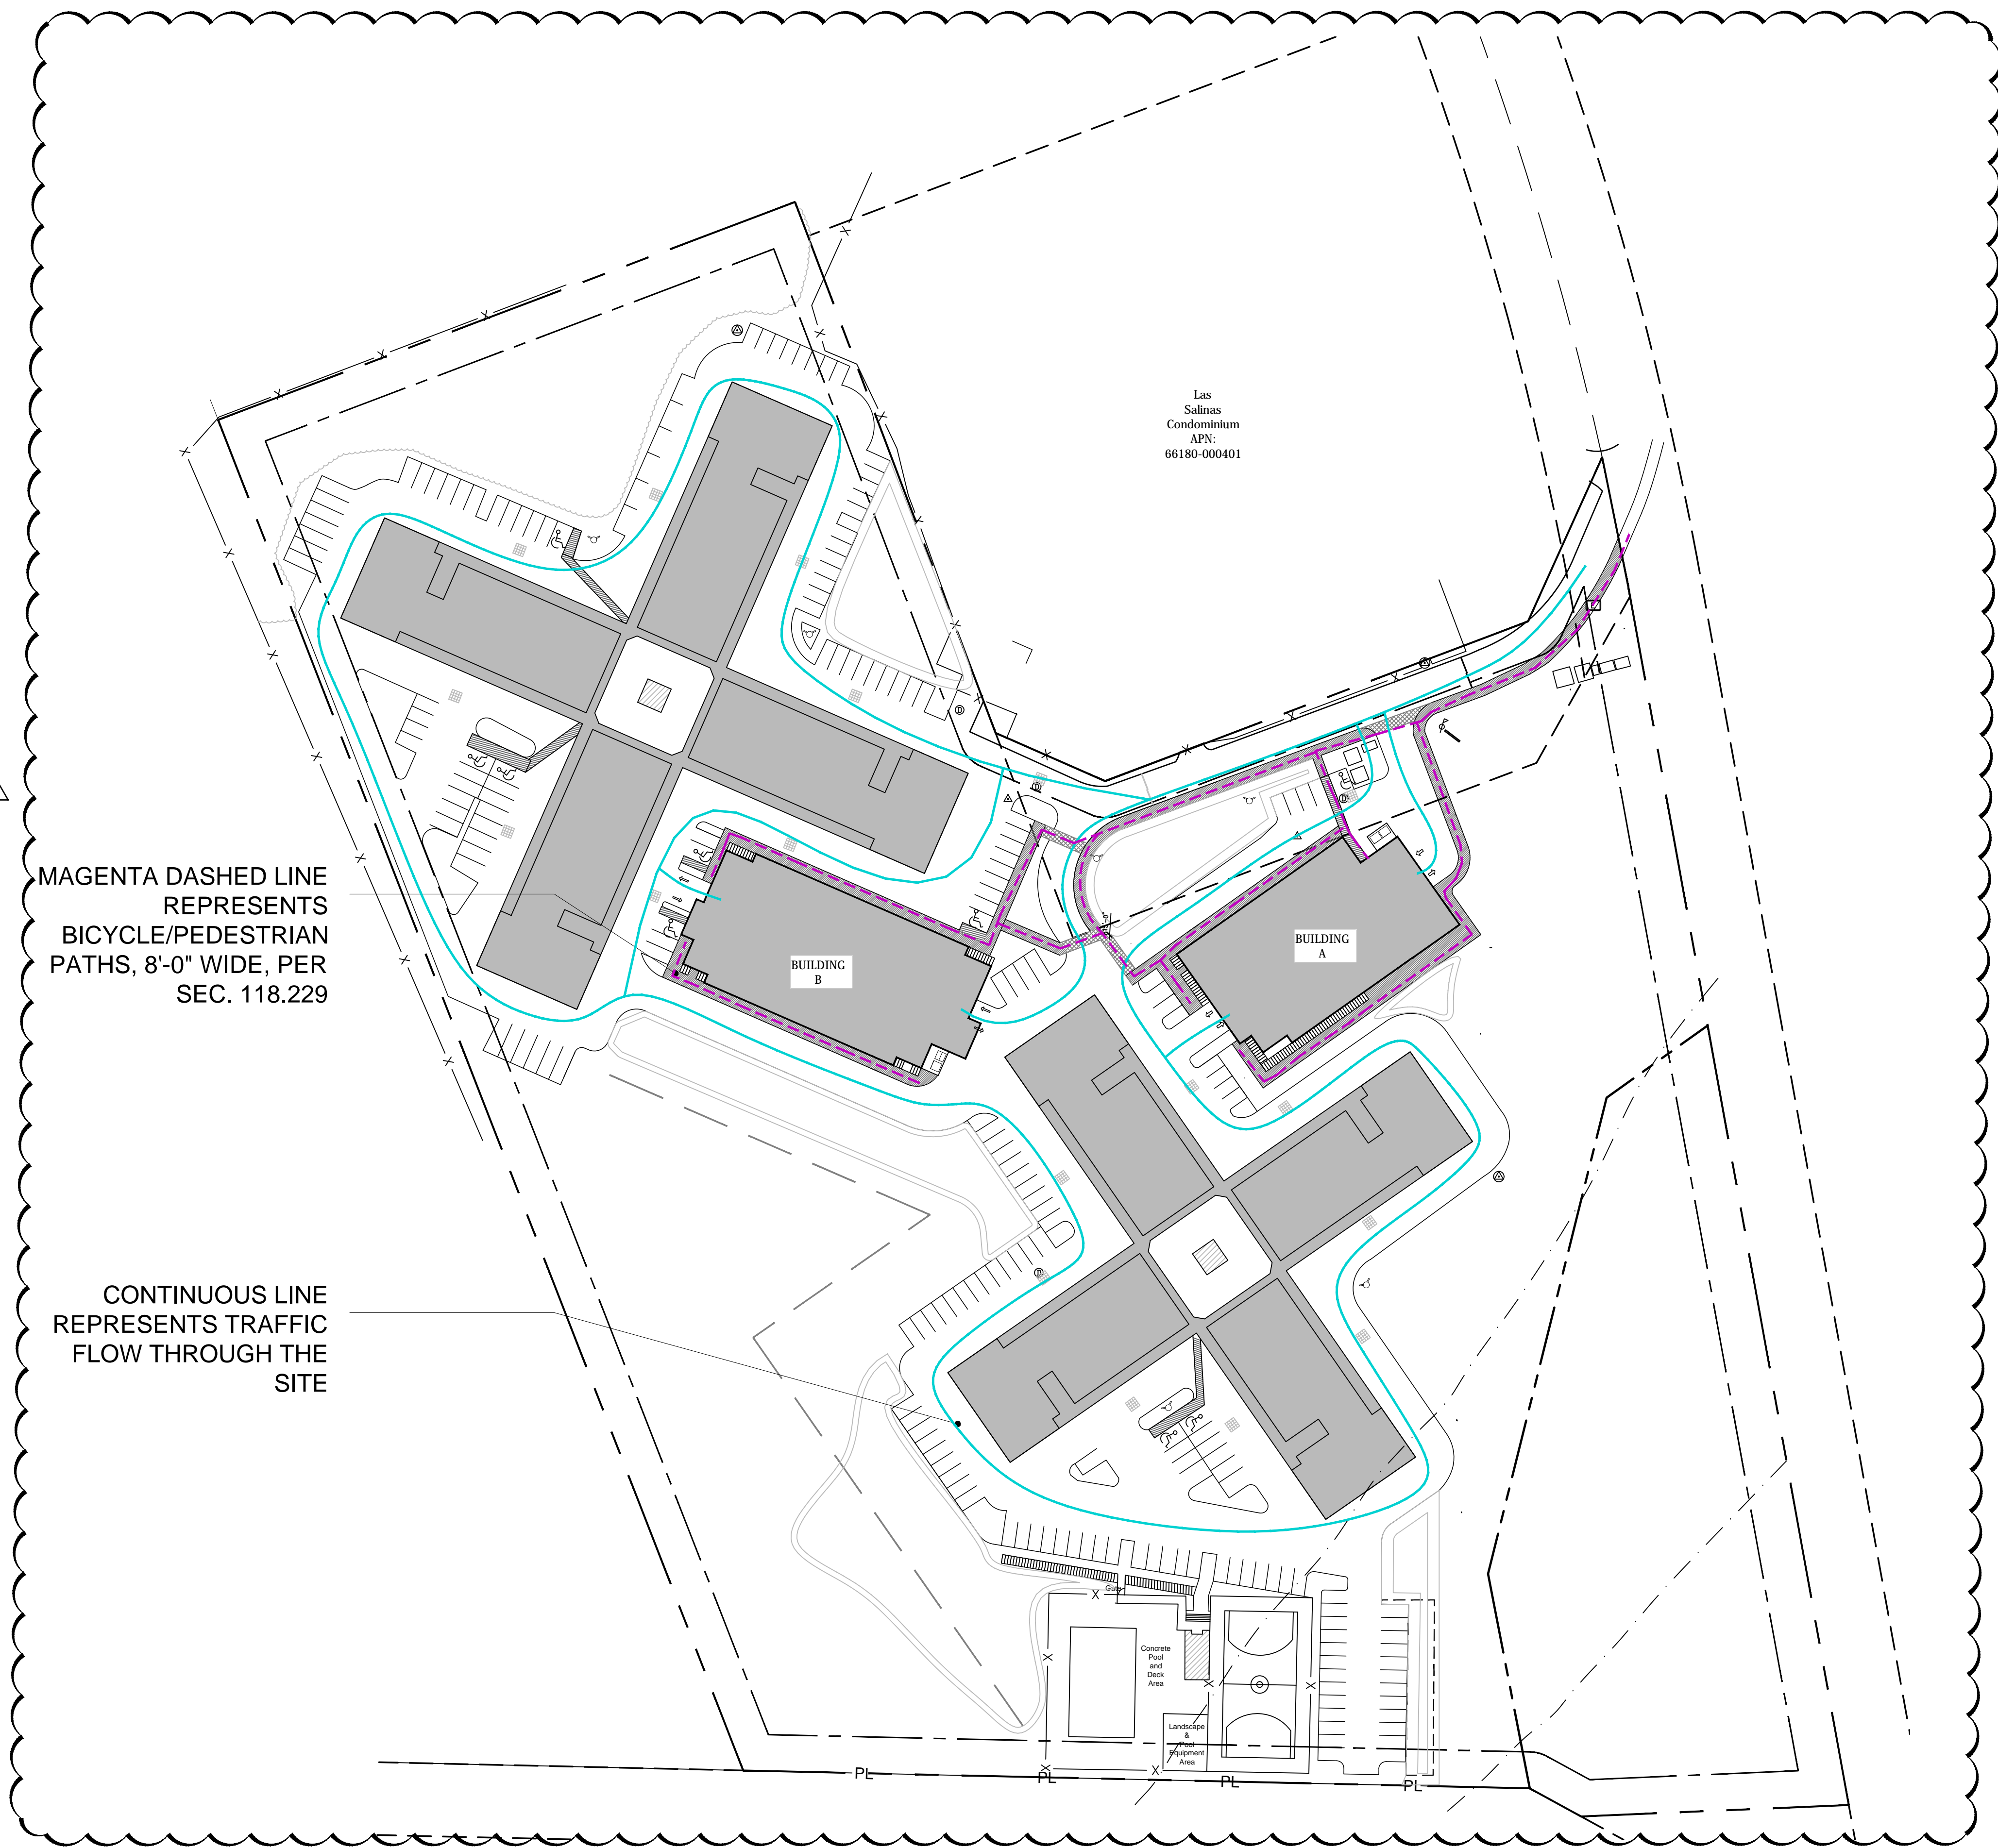 Las
Salinas
Condominium
APN:
66180-000401
MAGENTA DASHED LINE
REPRESENTS
BICYCLE/PEDESTRIAN
PATHS, 8'-0" WIDE, PER
SEC. 118.229
BUILDING
B
BUILDING
A
CONTINUOUS LINE
REPRESENTS TRAFFIC
FLOW THROUGH THE
SITE
Gate
Concrete
Pool
and
Deck
Area
Landscape
&
Pool
Equipment
Area
PL
PL
PL
PL